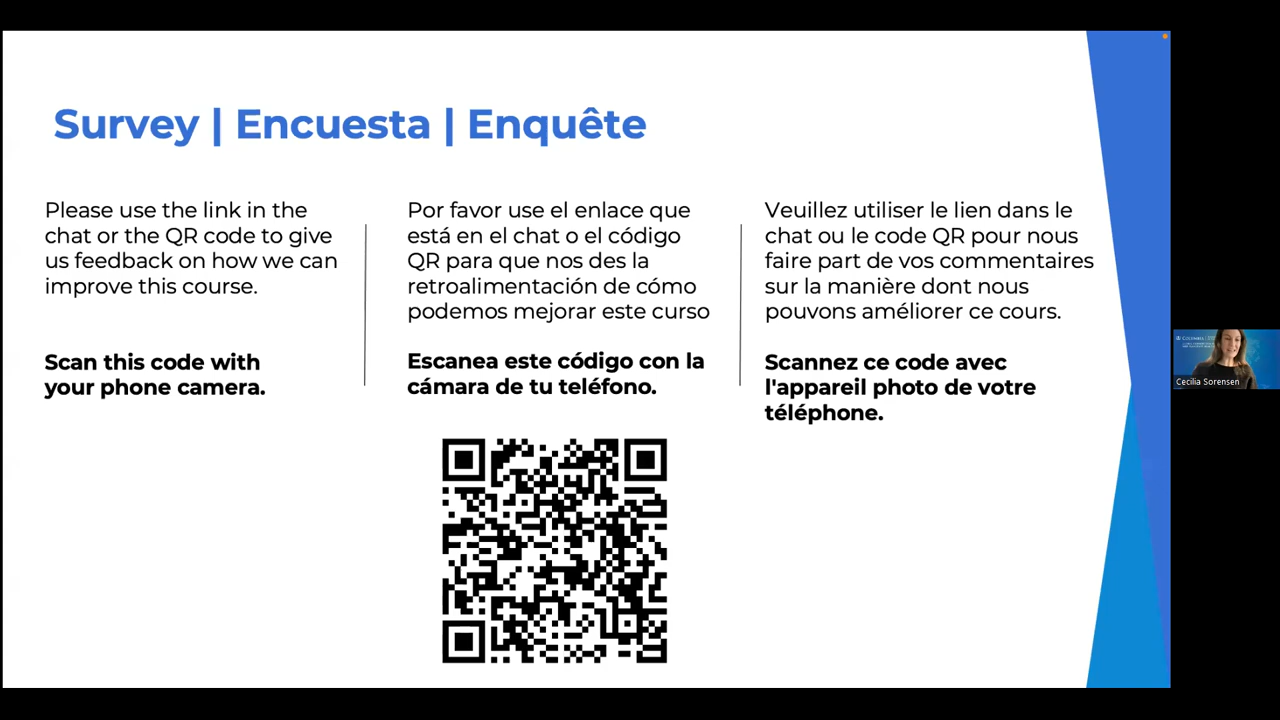 Survey | Encuesta | Enquête
Please use the link in the
chat or the QR code to give
us feedback on how we can
improve this course.
Scan this code with
your phone camera.
Por favor use el enlace que
está en el chat o el código
QR para que nos des la
retroalimentación de cómo
podemos mejorar este curso
Escanea este código con la
cámara de tu teléfono.
Veuillez utiliser le lien dans le
chat ou le code QR pour nous
faire part de vos commentaires
sur la manière dont nous
pouvons améliorer ce cours.
Scannez ce code avec
l'appareil photo de votre
téléphone.
Cecilia Sorensen